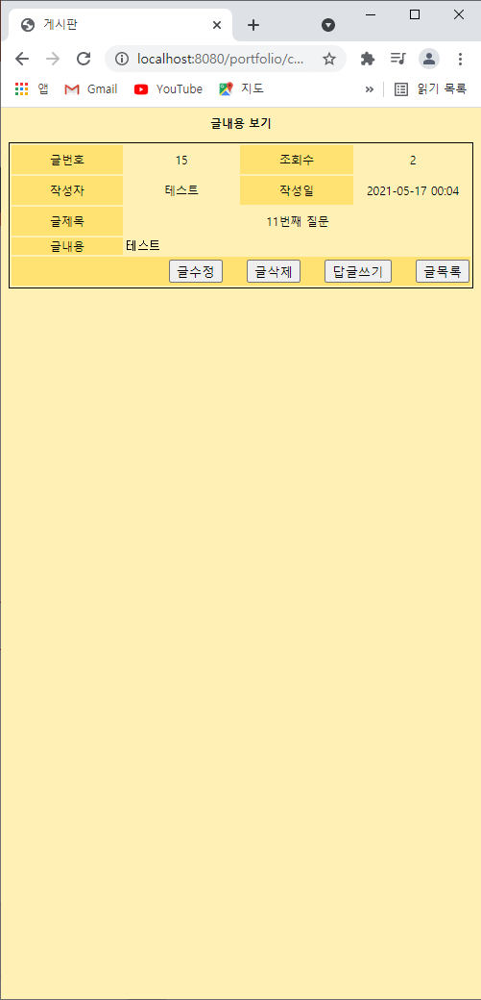 게시판
localhost:8080/portfolio/c...
앱 Gmail YouTube 지도 » 읽기 목록
글내용 보기
글번호 15 조회수 2
작성자 테스트 작성일 2021-05-17 00:04
글제목 11번째 질문
글내용 테스트
글수정 글삭제 답글쓰기 글목록